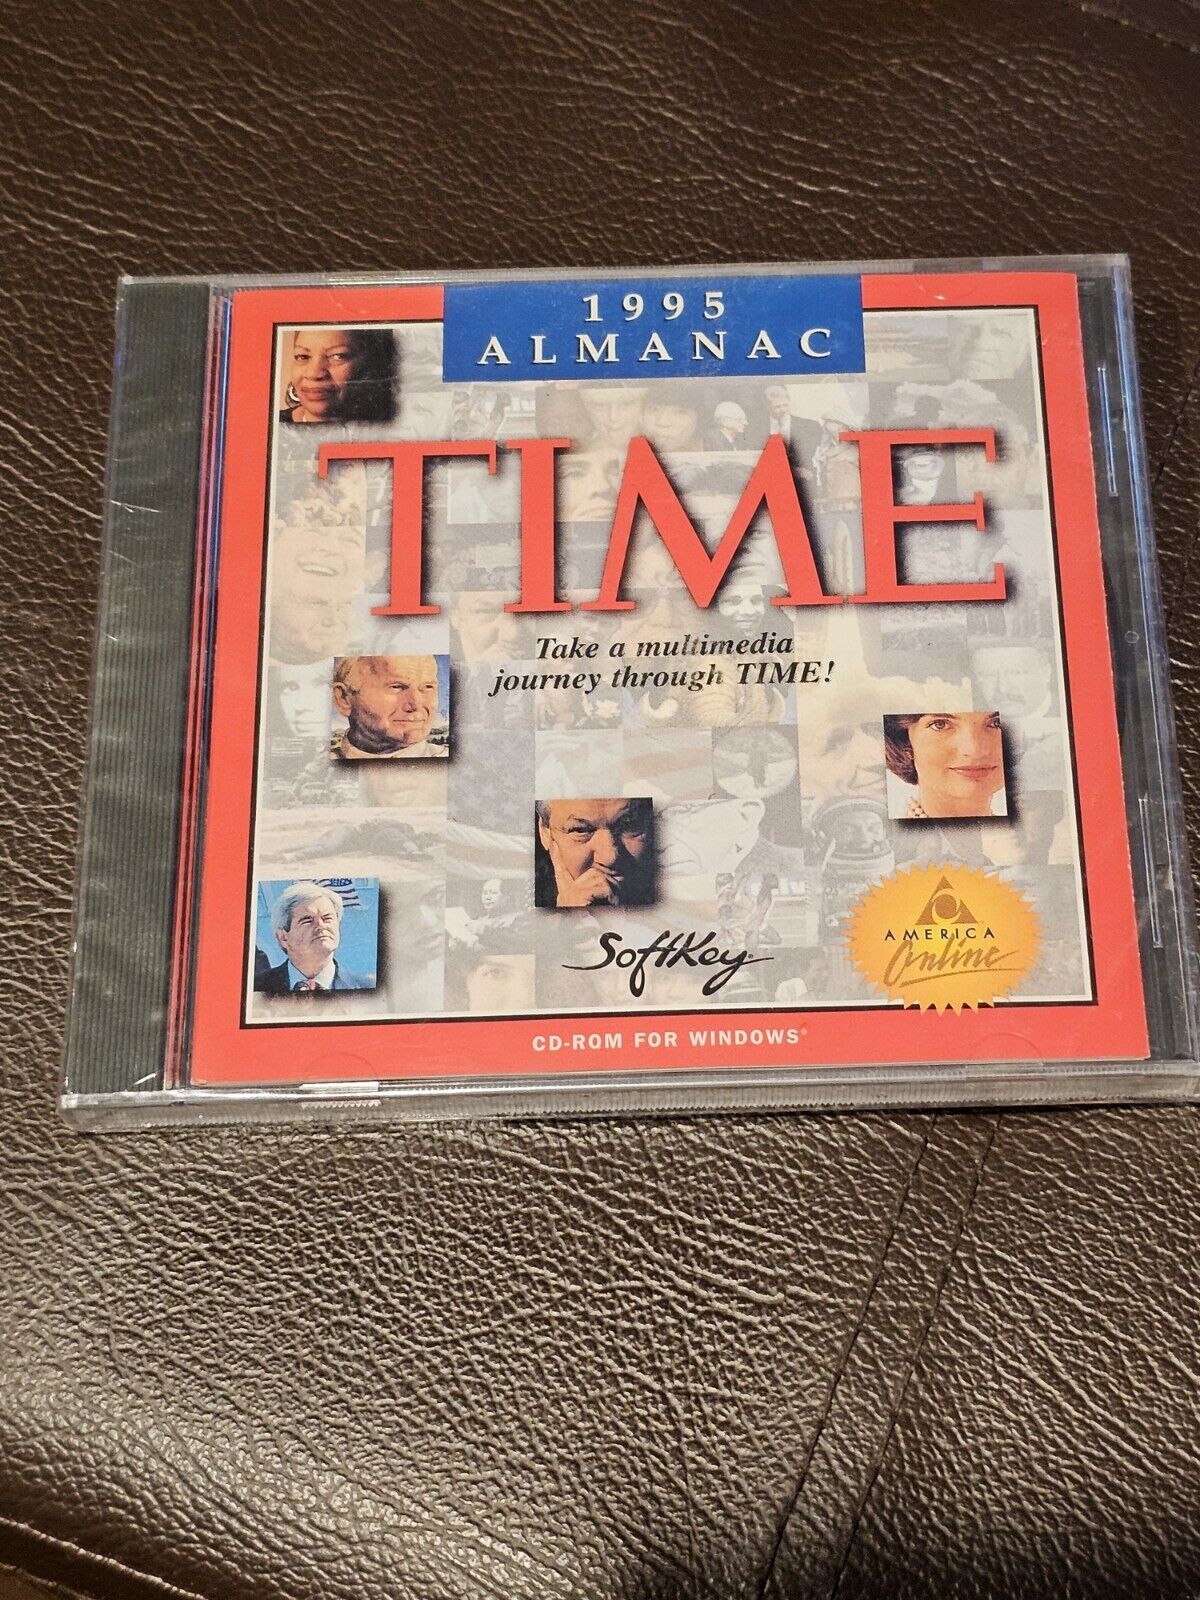 1995
ALMANAC
TIME
Take a multimedia
journey through TIME!
SoftKey
AMERICA
Online
CD-ROM FOR WINDOWS®